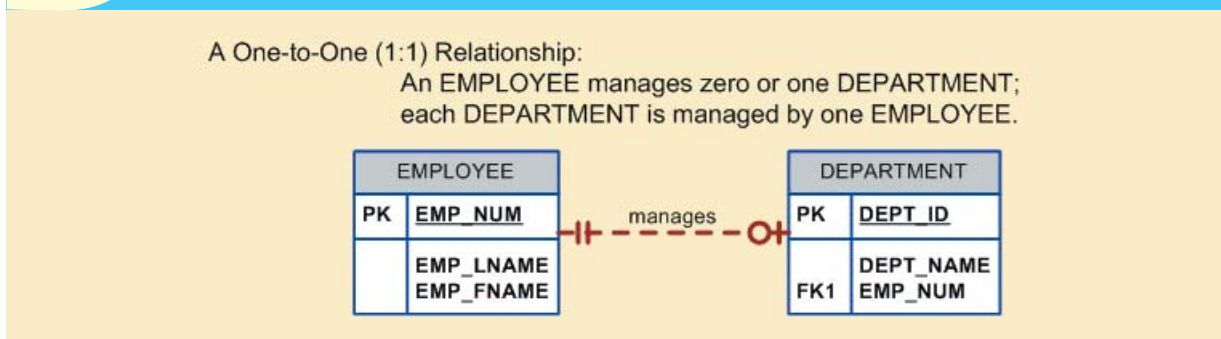 A One-to-One (1:1) Relationship:
An EMPLOYEE manages zero or one DEPARTMENT;
each DEPARTMENT is managed by one EMPLOYEE.
EMPLOYEE
PK EMP_NUM
EMP_LNAME
EMP_FNAME
manages
DEPARTMENT
PK DEPT_ID
DEPT_NAME
FK1 EMP_NUM